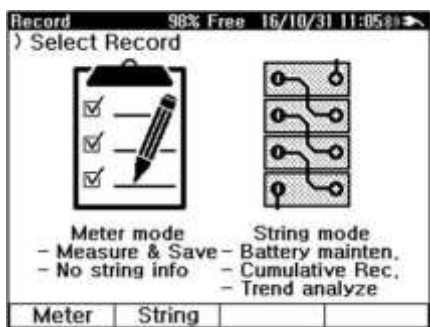 Record 98% Free 16/10/31 11:05
) Select Record
Meter mode
- Measure & Save
- No string info
String mode
- Battery mainten.
- Cumulative Rec.
- Trend analyze
Meter String